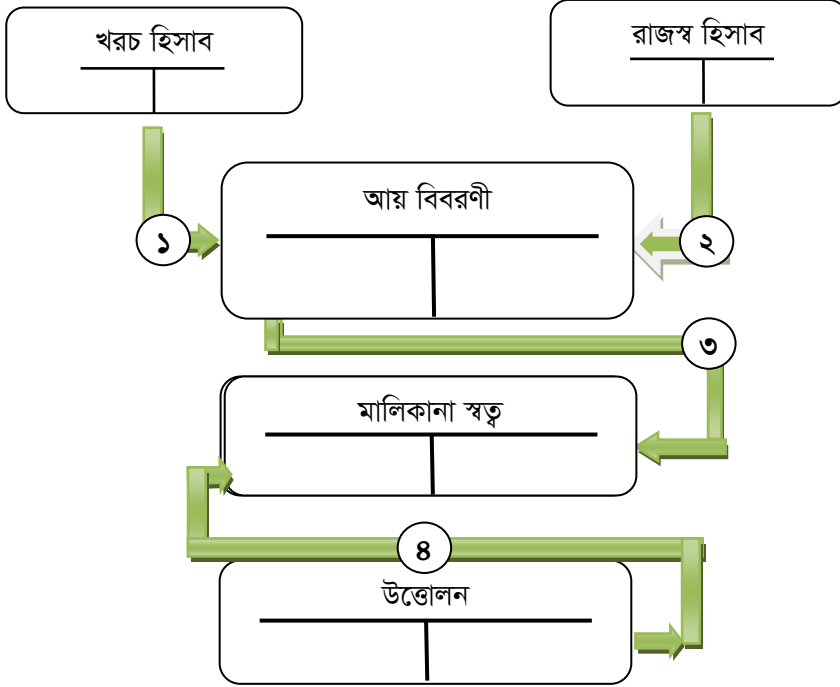 খরচ হিসাব
রাজস্ব হিসাব
আয় বিবরণী
১
২
৩
মালিকানা স্বত্ব
৪
উত্তোলন